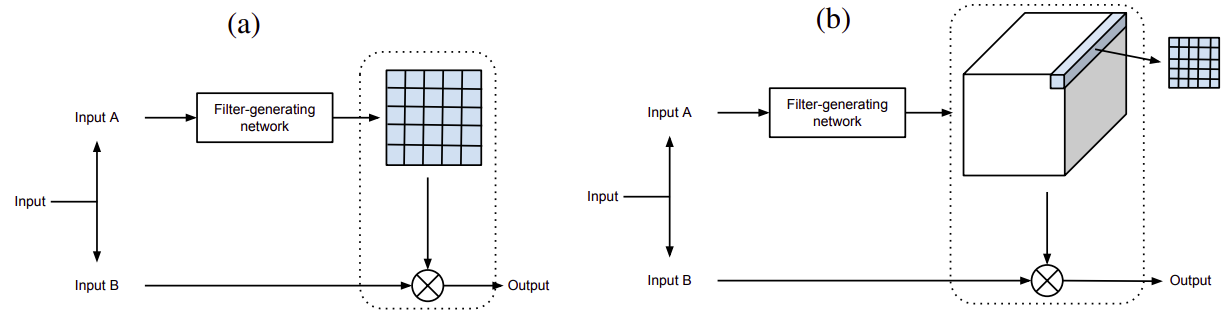 (a)
Input A
Filter-generating
network
Input
Input B
Output
(b)
Input A
Filter-generating
network
Input
Input B
Output